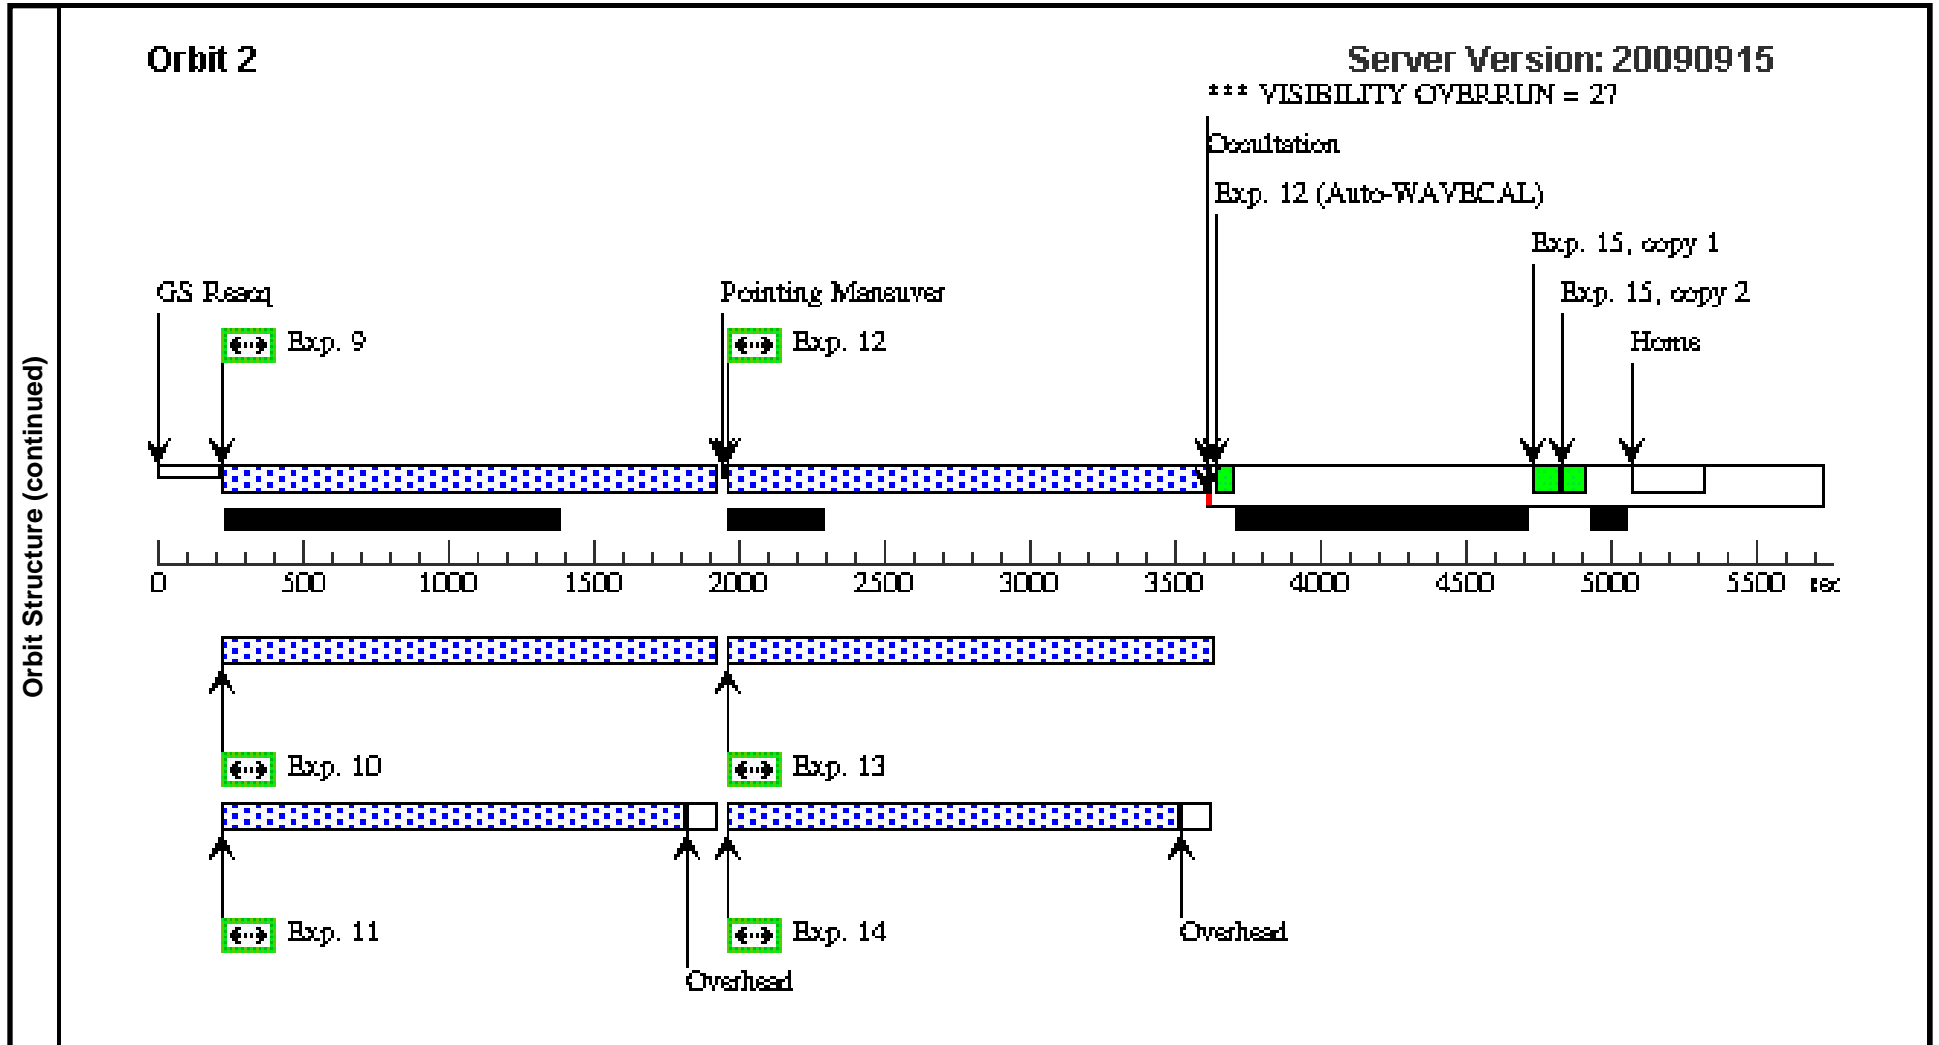 Orbit 2
Server Version: 20090915
*** VISIBILITY OVERRUN = 27
Occultation
Exp. 12 (Auto-WAVECAL)
Exp. 15, copy 1
GS Reacq
Pointing Maneuver
Exp. 15, copy 2
Exp. 9
Exp. 12
Home
Orbit Structure (continued)
0 500 1000 1500 2000 2500 3000 3500 4000 4500 5000 5500 sec
Exp. 10
Exp. 13
Exp. 11
Exp. 14
Overhead
Overhead